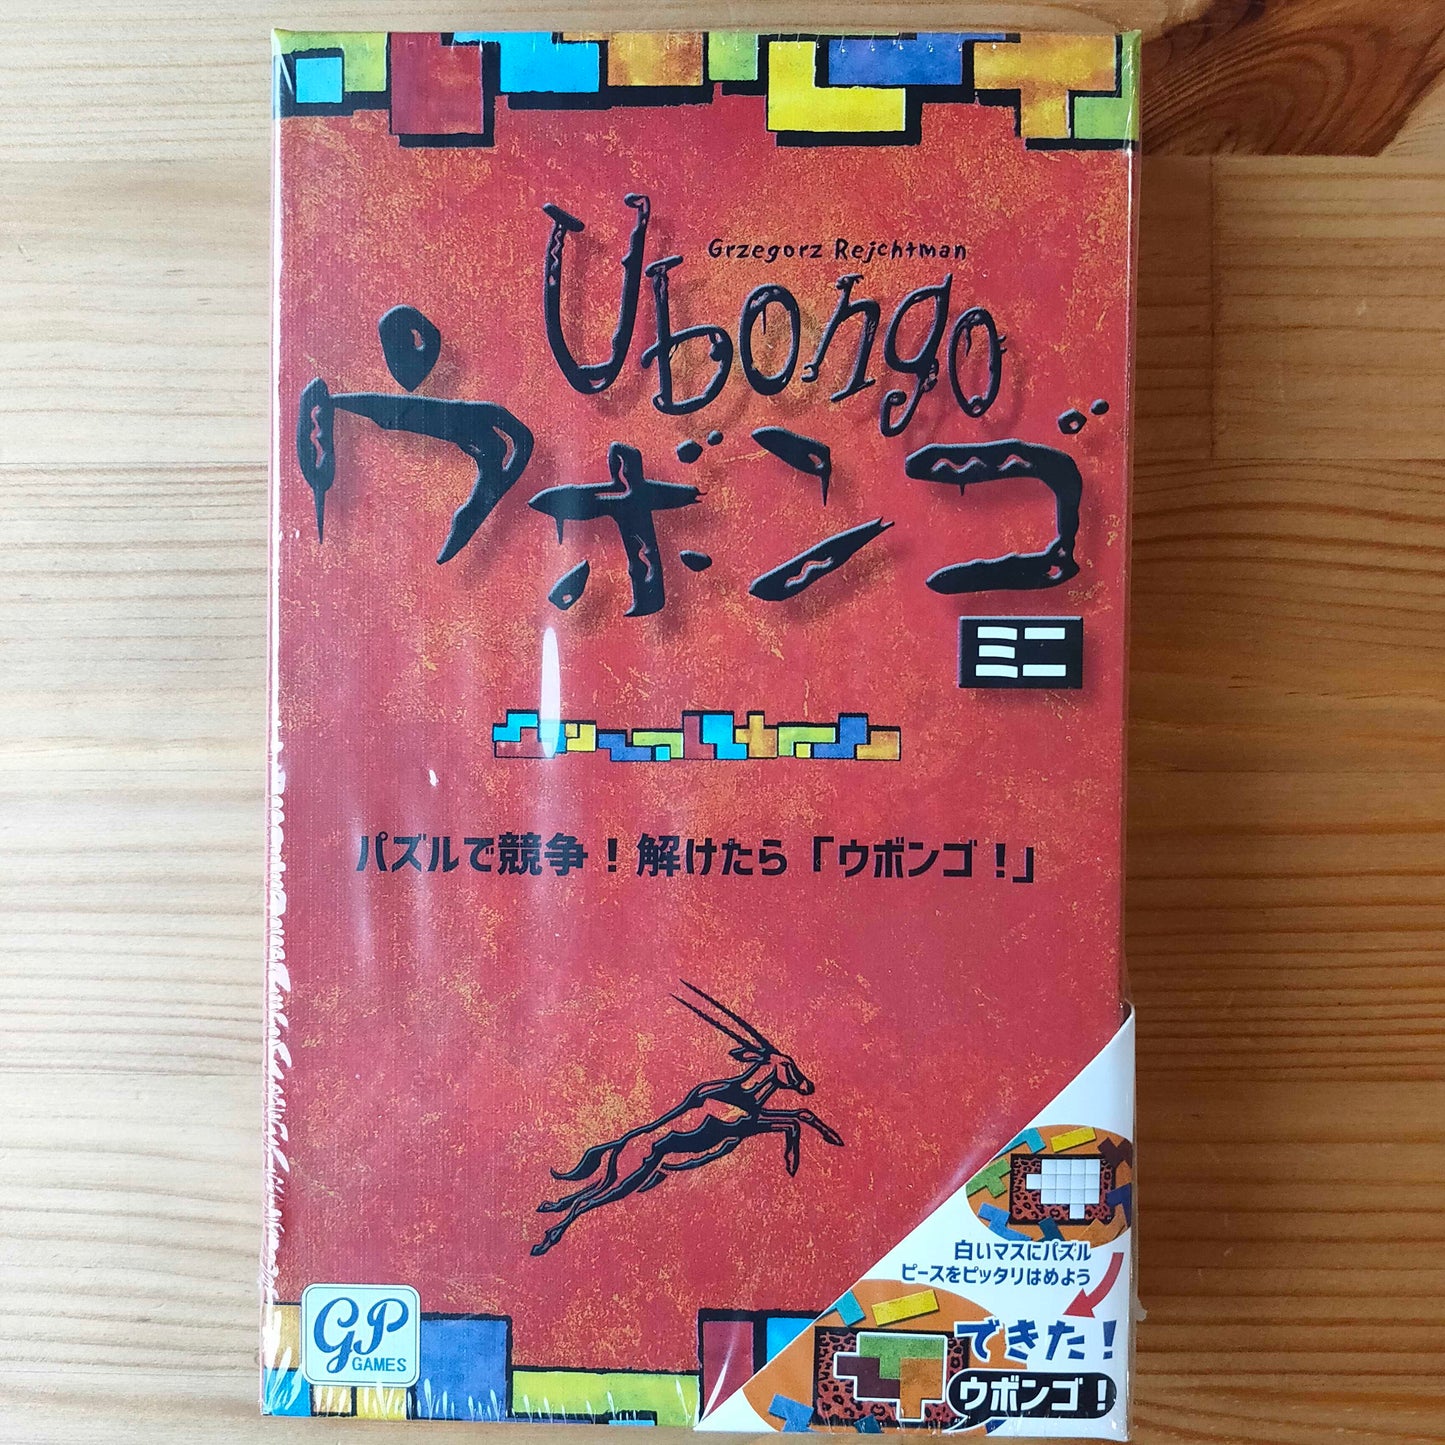 Grzegorz Rejchtman
Ubongo
ウボンゴ
ミニ
パズルで競争！解けたら「ウボンゴ！」
白いマスにパズル
ピースをピッタリはめよう
できた！
ウボンゴ！
GP
GAMES